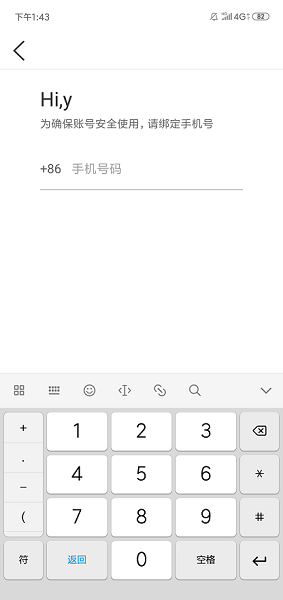 下午1:43
4G
82
Hi,y
为确保账号安全使用，请绑定手机号
+86 手机号码
+ 1 2 3
. 4 5 6 *
− 7 8 9 #
(
符 返回 0 空格